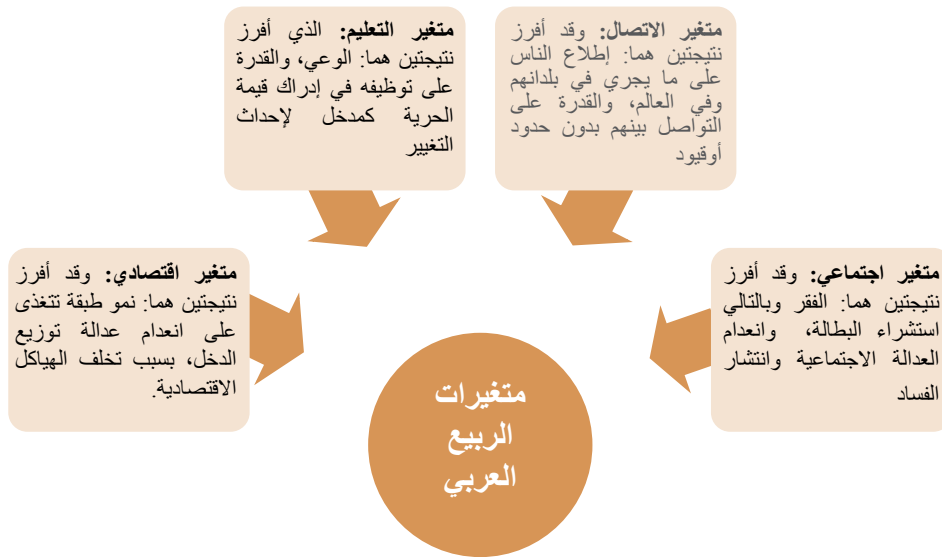 متغير الاتصال: وقد أفرز
نتيجتين هما: إطلاع الناس
على ما يجري في بلدانهم
وفي العالم، والقدرة على
التواصل بينهم بدون حدود
أوقيود
متغير التعليم: الذي أفرز
نتيجتين هما: الوعي، والقدرة
على توظيفه في إدراك قيمة
الحرية كمدخل لإحداث
التغيير
متغير اجتماعي: وقد أفرز
نتيجتين هما: الفقر وبالتالي
استشراء البطالة، وانعدام
العدالة الاجتماعية وانتشار
الفساد
متغير اقتصادي: وقد أفرز
نتيجتين هما: نمو طبقة تتغذى
على انعدام عدالة توزيع
الدخل، بسبب تخلف الهياكل
الاقتصادية.
متغيرات
الربيع
العربي